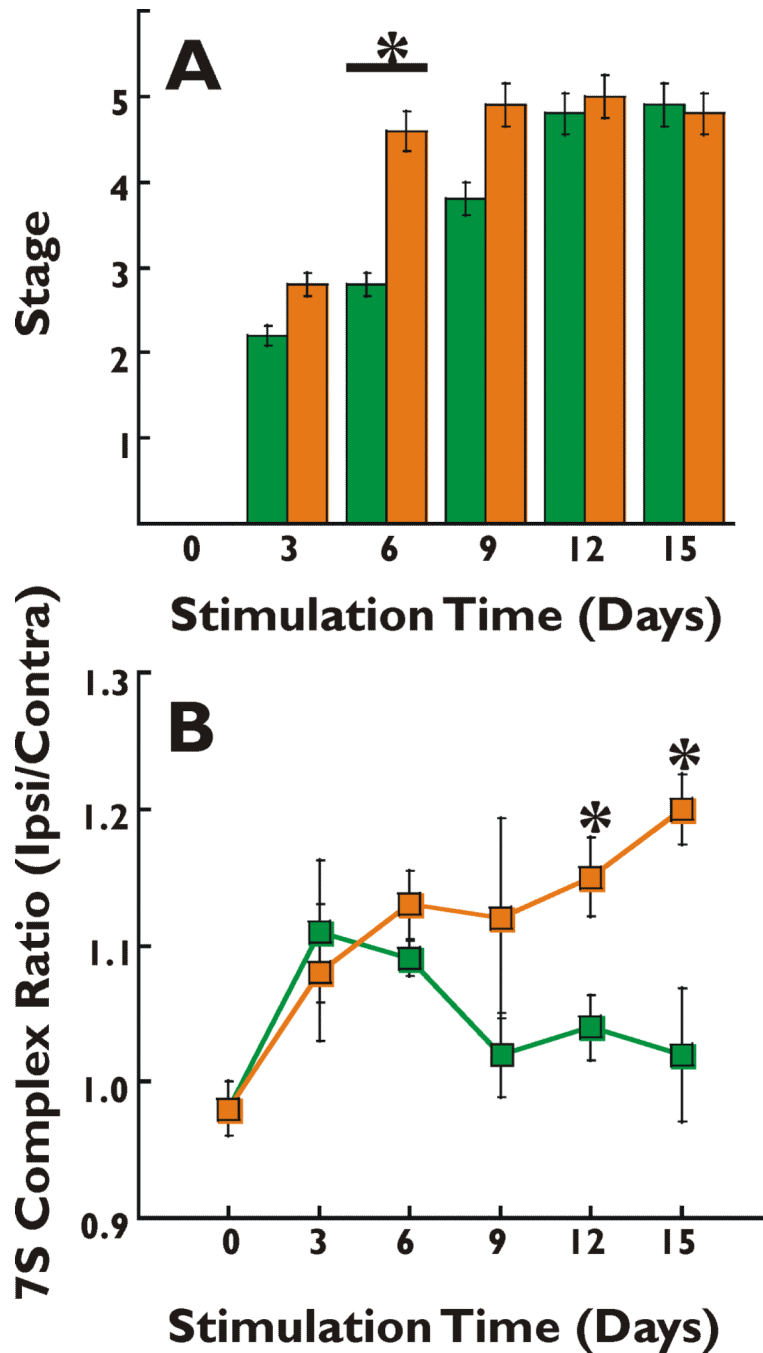 A
*
5
4
3
2
1
Stage
0 3 6 9 12 15
Stimulation Time (Days)
B
1.3
1.2
1.1.0
1.0
0.9
7S Complex Ratio (Ipsi/Contra)
*
*
0 3 6 9 12 15
Stimulation Time (Days)